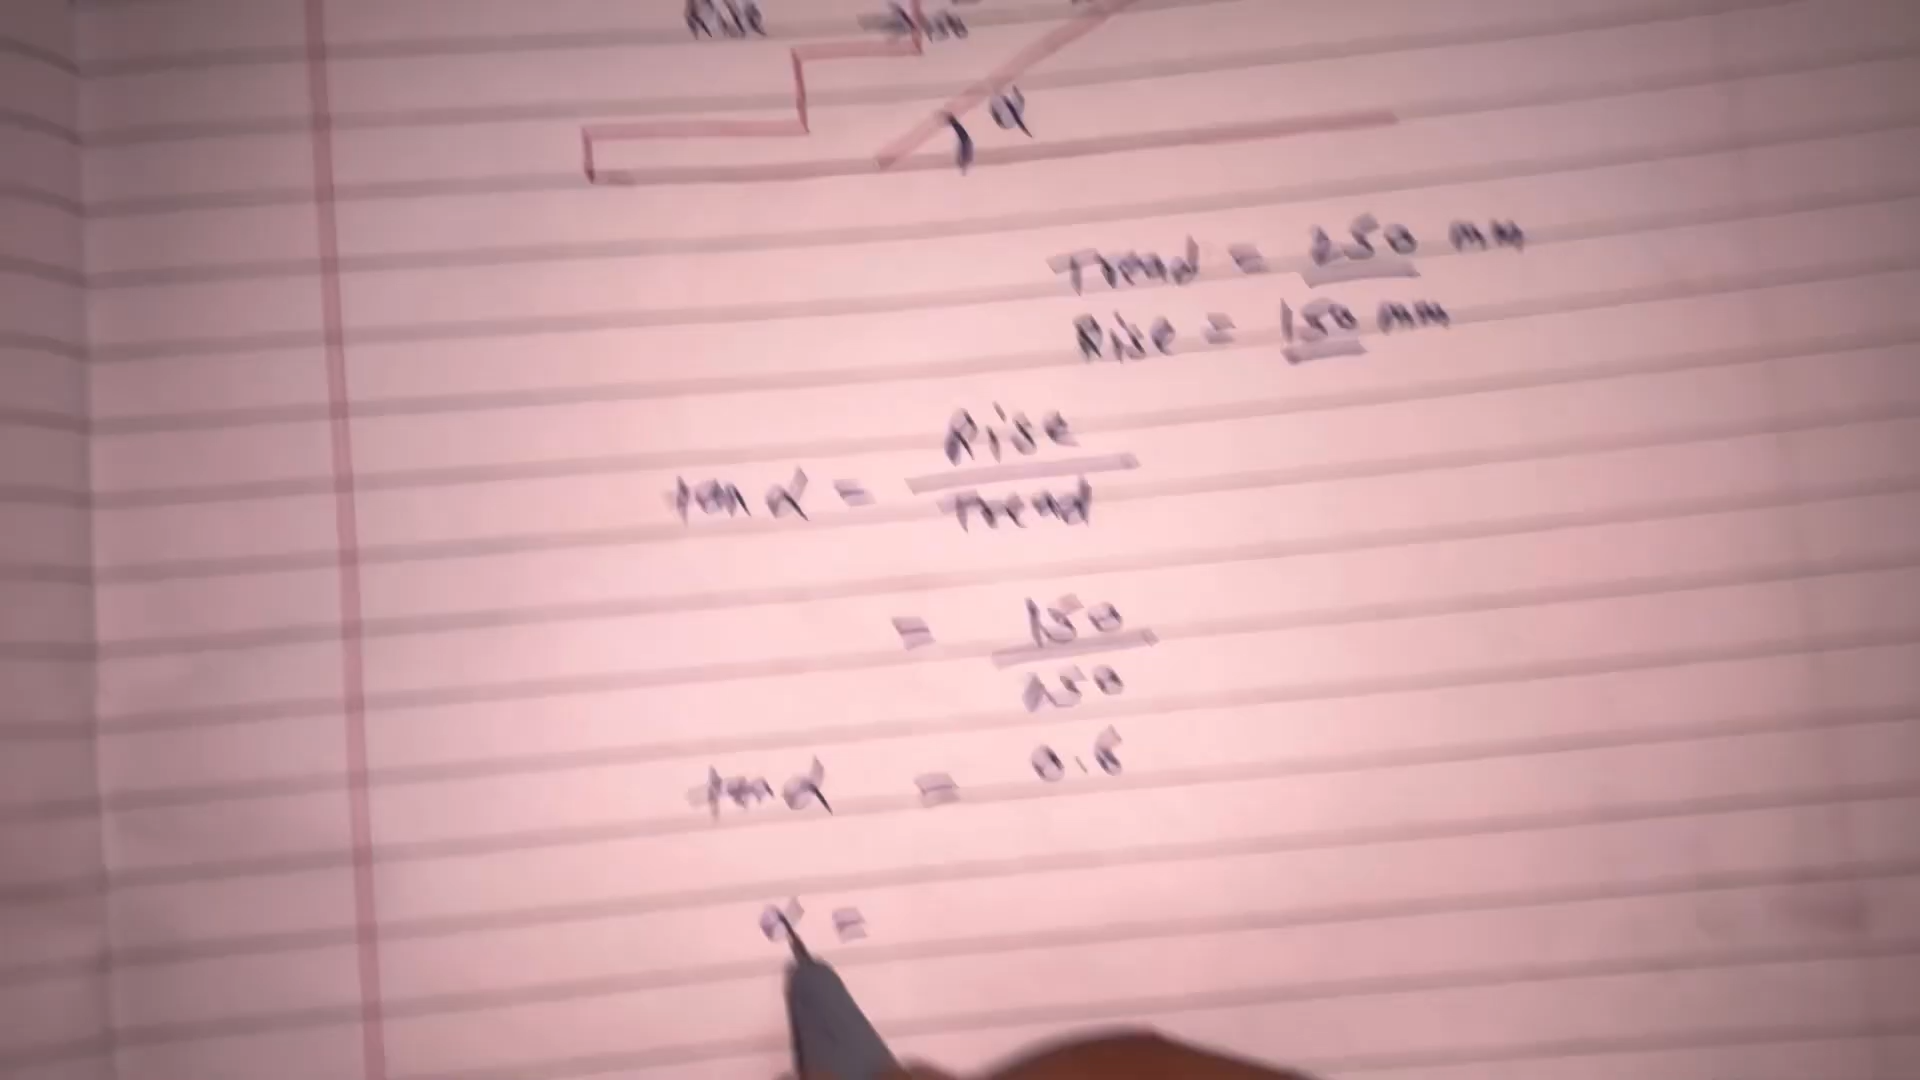 Rise
α
Tread = 250 mm
Rise = 150 mm
tan α = Rise / Tread
= 150 / 250
tan α = 0.6
α =